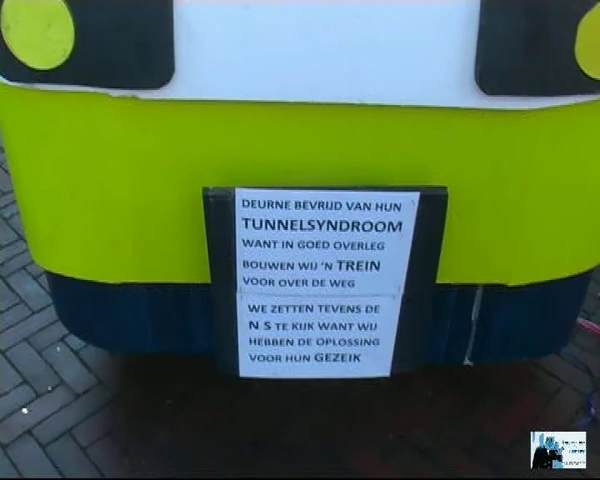 DEURNE BEVRIJD VAN HUN
TUNNELSYNDROOM
WANT IN GOED OVERLEG
BOUWEN WIJ 'N TREIN
VOOR OVER DE WEG
WE ZETTEN TEVENS DE
N S TE KIJK WANT WIJ
HEBBEN DE OPLOSSING
VOOR HUN GEZEIK